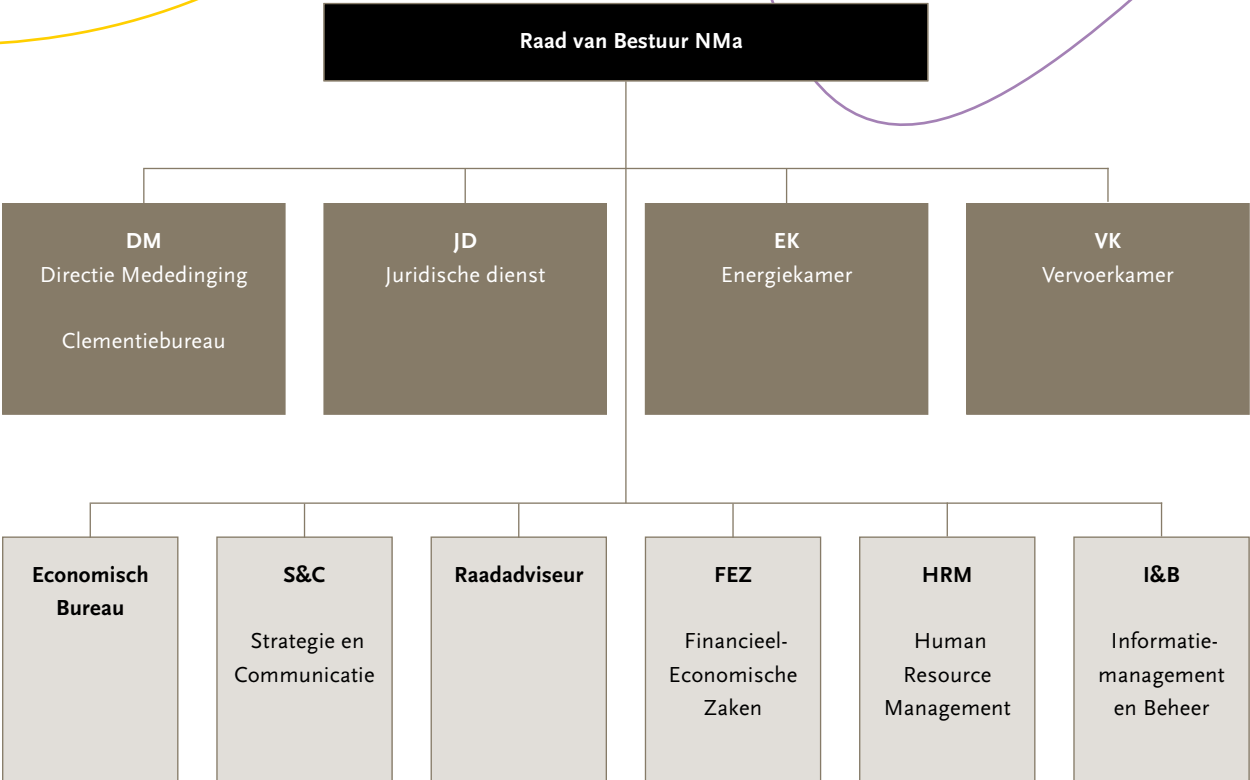 Raad van Bestuur NMa
DM
Directie Mededinging
Clementiebureau
JD
Juridische dienst
EK
Energiekamer
VK
Vervoerkamer
Economisch
Bureau
S&C
Strategie en
Communicatie
Raadadviseur
FEZ
Financieel-
Economische
Zaken
HRM
Human
Resource
Management
I&B
Informatie-
management
en Beheer